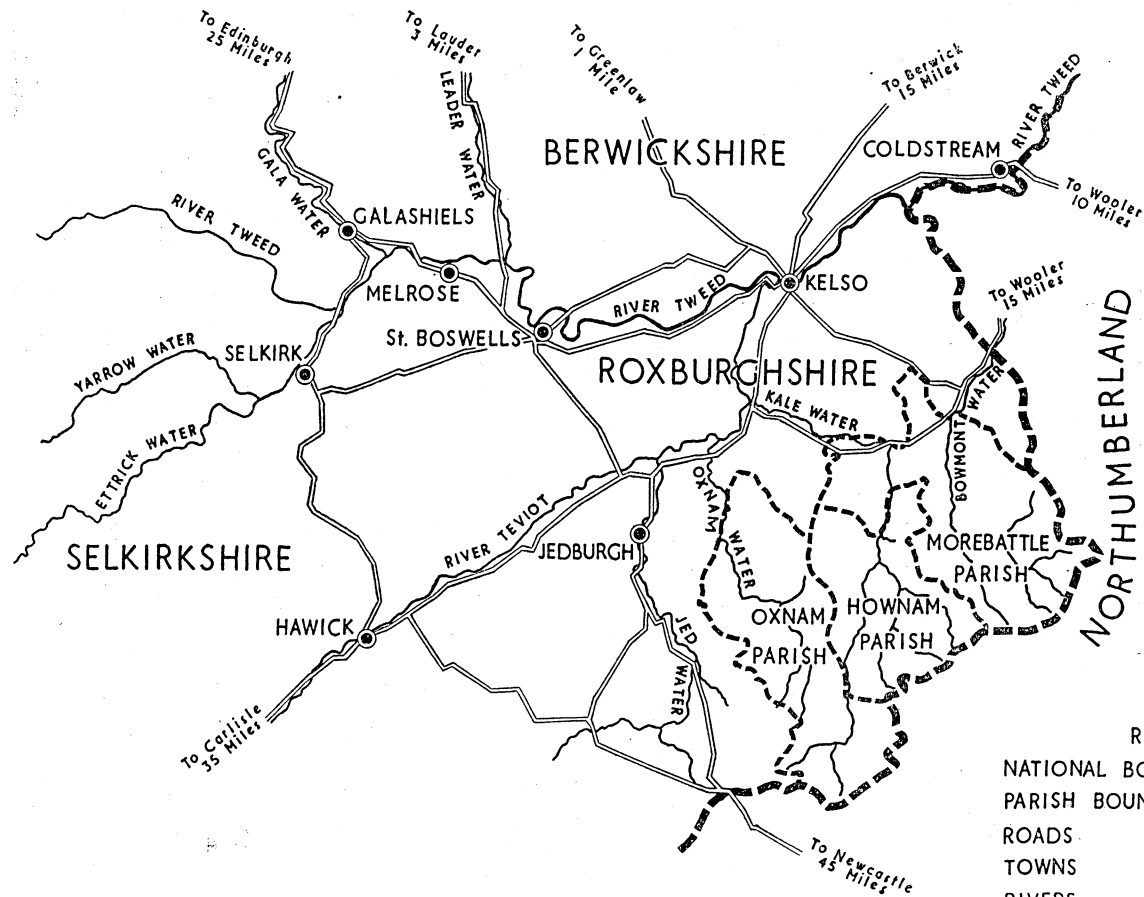 To Edinburgh
25 Miles
To Lauder
3 Miles
To Greenlaw
1 Mile
To Berwick
15 Miles
RIVER TWEED
LEADER WATER
BERWICKSHIRE
COLDSTREAM
GALA WATER
To Wooler
10 Miles
RIVER TWEED
GALASHIELS
MELROSE
RIVER TWEED
KELSO
To Wooler
15 Miles
St. BOSWELLS
SELKIRK
YARROW WATER
ROXBURGHSHIRE
NORTHUMBERLAND
KALE WATER
BOWMONT WATER
ETTRICK WATER
OXNAM WATER
RIVER TEVIOT
SELKIRKSHIRE
JEDBURGH
MOREBATTLE
PARISH
HAWICK
OXNAM
PARISH
HOWNAM
PARISH
JED WATER
To Carlisle
35 Miles
R
NATIONAL BO
PARISH BOUN
ROADS
TOWNS
To Newcastle
45 Miles